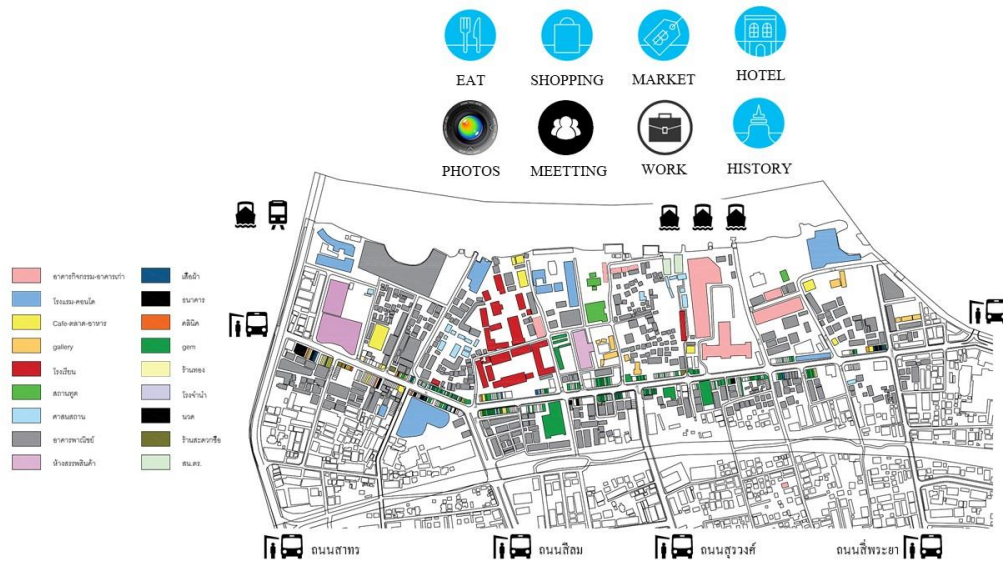 EAT SHOPPING MARKET HOTEL
PHOTOS MEETTING WORK HISTORY
อาคารกิจกรรม-อาคารเก่า เสื้อผ้า
โรงแรม-คอนโด ธนาคาร
Cafe-ตลาด-อาหาร คลินิค
gallery gem
โรงเรียน ร้านทอง
สถานทูต โรงจำนำ
ศาสนสถาน นวด
อาคารพาณิชย์ ร้านสะดวกซื้อ
ห้างสรรพสินค้า สน.ตร.
ถนนสาทร ถนนสีลม ถนนสุรวงศ์ ถนนสี่พระยา